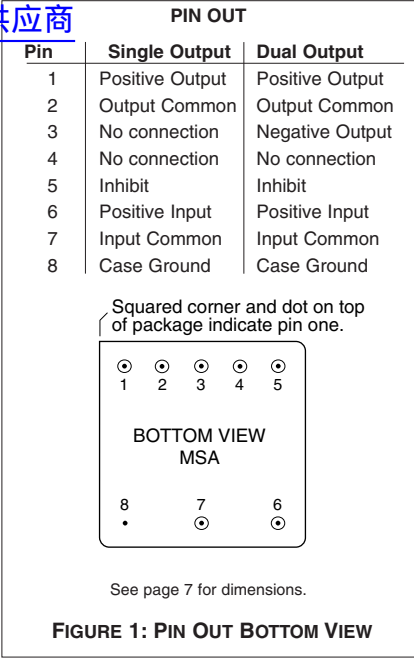 供应商
PIN OUT
Pin Single Output Dual Output
1 Positive Output Positive Output
2 Output Common Output Common
3 No connection Negative Output
4 No connection No connection
5 Inhibit Inhibit
6 Positive Input Positive Input
7 Input Common Input Common
8 Case Ground Case Ground
Squared corner and dot on top
of package indicate pin one.
1 2 3 4 5
BOTTOM VIEW
MSA
8 7 6
See page 7 for dimensions.
FIGURE 1: PIN OUT BOTTOM VIEW